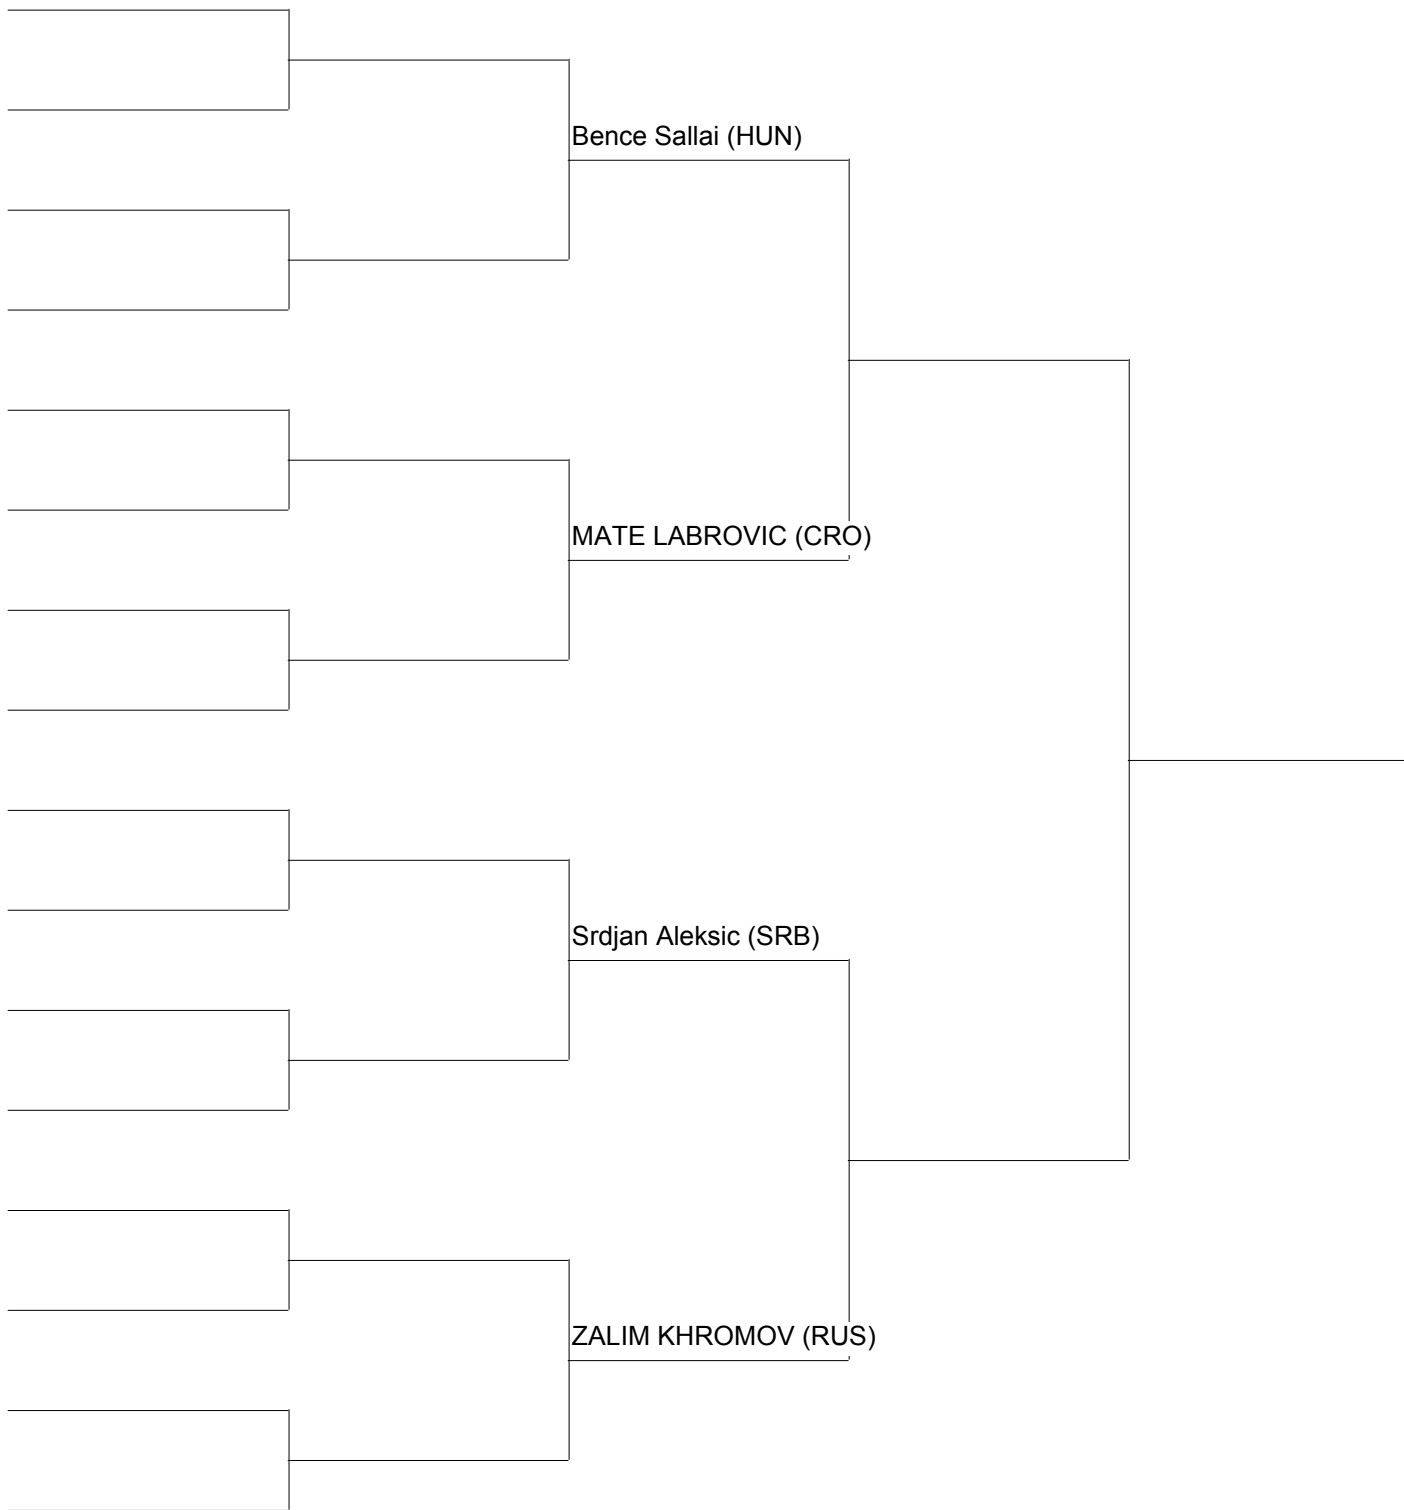 Bence Sallai (HUN)
MATE LABROVIC (CRO)
Srdjan Aleksic (SRB)
ZALIM KHROMOV (RUS)